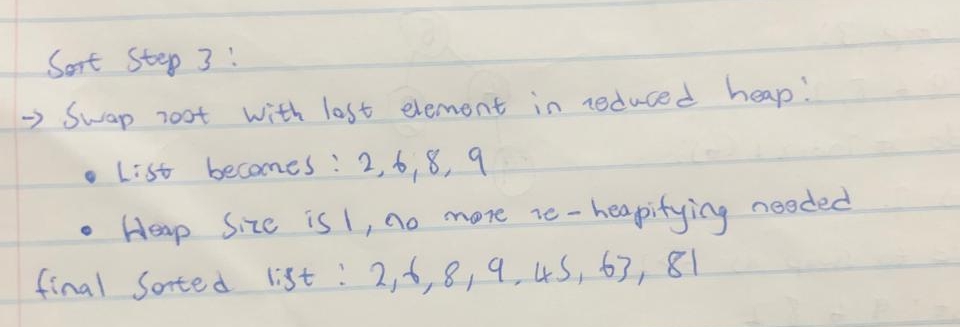 Sort Step 3:
→ Swap root with last element in reduced heap:
• List becomes: 2, 6, 8, 9
• Heap Size is 1, no more re-heapifying needed
final Sorted list: 2, 6, 8, 9, 45, 63, 81